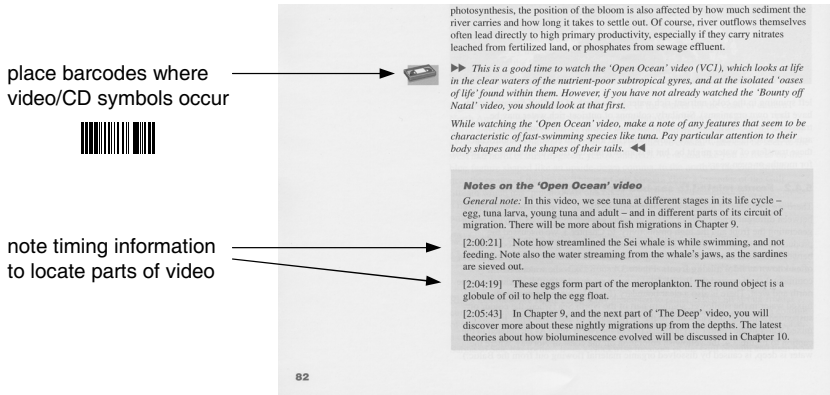 place barcodes where
video/CD symbols occur
note timing information
to locate parts of video
photosynthesis, the position of the bloom is also affected by how much sediment the
river carries and how long it takes to settle out. Of course, river outflows themselves
often lead directly to high primary productivity, especially if they carry nitrates
leached from fertilized land, or phosphates from sewage effluent.
▶▶ This is a good time to watch the ‘Open Ocean’ video (VC1), which looks at life
in the clear waters of the nutrient-poor subtropical gyres, and at the isolated ‘oases
of life’ found within them. However, if you have not already watched the ‘Bounty off
Natal’ video, you should look at that first.
While watching the ‘Open Ocean’ video, make a note of any features that seem to be
characteristic of fast-swimming species like tuna. Pay particular attention to their
body shapes and the shapes of their tails. ◀◀
Notes on the ‘Open Ocean’ video
General note: In this video, we see tuna at different stages in its life cycle –
egg, tuna larva, young tuna and adult – and in different parts of its circuit of
migration. There will be more about fish migrations in Chapter 9.
[2:00:21] Note how streamlined the Sei whale is while swimming, and not
feeding. Note also the water streaming from the whale’s jaws, as the sardines
are sieved out.
[2:04:19] These eggs form part of the meroplankton. The round object is a
globule of oil to help the egg float.
[2:05:43] In Chapter 9, and the next part of ‘The Deep’ video, you will
discover more about these nightly migrations up from the depths. The latest
theories about how bioluminescence evolved will be discussed in Chapter 10.
82